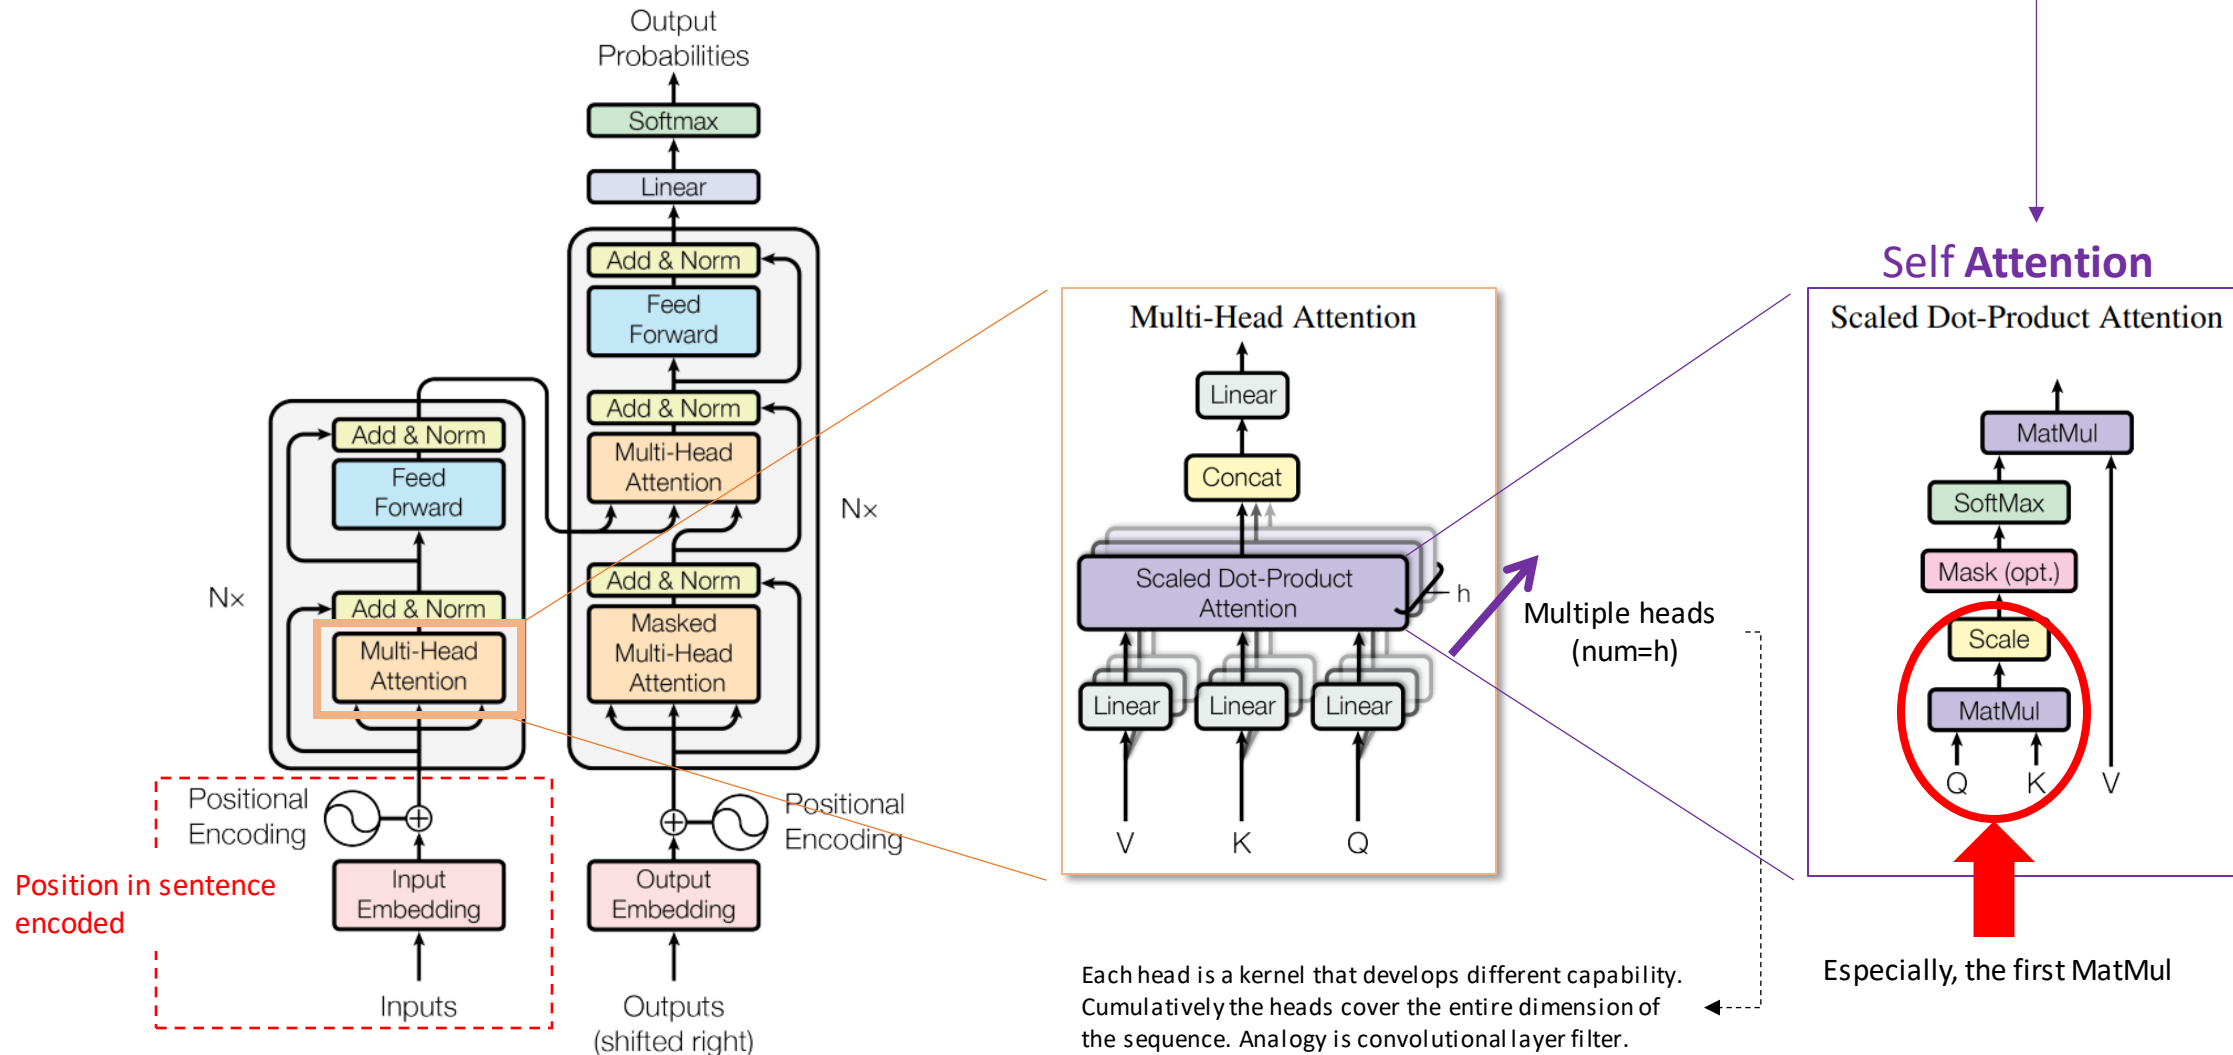 Output
Probabilities
Softmax
Linear
Add & Norm
Feed
Forward
Add & Norm
Multi-Head
Attention
Nx
Add & Norm
Masked
Multi-Head
Attention
Positional
Encoding
Output
Embedding
Outputs
(shifted right)
Add & Norm
Feed
Forward
Nx
Add & Norm
Multi-Head
Attention
Positional
Encoding
Input
Embedding
Inputs
Position in sentence
encoded
Multi-Head Attention
Linear
Concat
Scaled Dot-Product
Attention
h
Linear
Linear
Linear
V
K
Q
Multiple heads
(num=h)
Each head is a kernel that develops different capability.
Cumulatively the heads cover the entire dimension of
the sequence. Analogy is convolutional layer filter.
Self Attention
Scaled Dot-Product Attention
MatMul
SoftMax
Mask (opt.)
Scale
MatMul
Q
K
V
Especially, the first MatMul